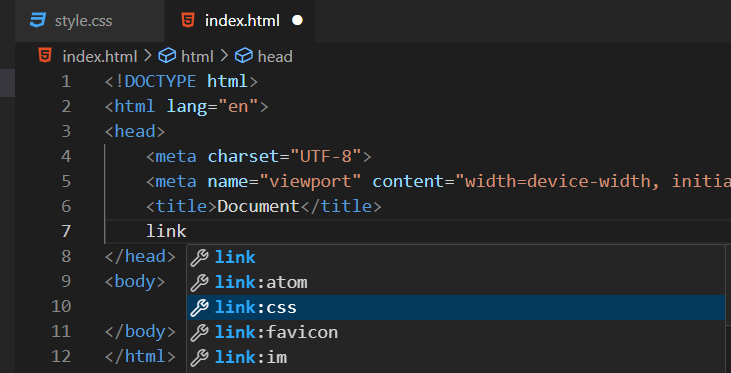 style.css index.html
index.html > html > head
1 <!DOCTYPE html>
2 <html lang="en">
3 <head>
4 <meta charset="UTF-8">
5 <meta name="viewport" content="width=device-width, initia
6 <title>Document</title>
7 link
8 </head> link
9 <body> link:atom
10 link:css
11 </body> link:favicon
12 </html> link:im